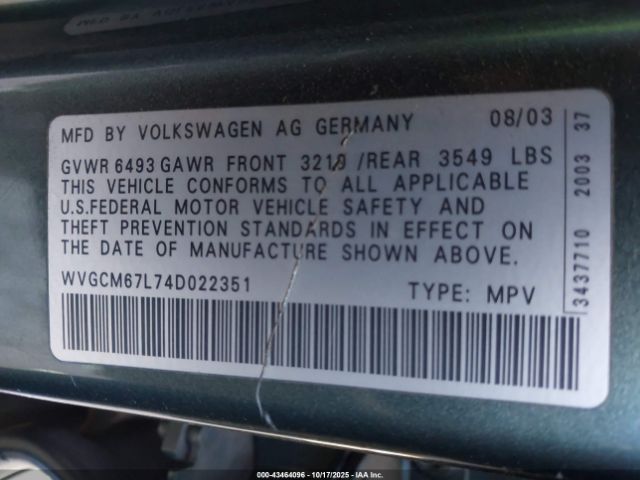 MFD BY VOLKSWAGEN AG GERMANY 08/03
GVWR 6493 GAWR FRONT 3219 /REAR 3549 LBS
THIS VEHICLE CONFORMS TO ALL APPLICABLE
U.S.FEDERAL MOTOR VEHICLE SAFETY AND
THEFT PREVENTION STANDARDS IN EFFECT ON
THE DATE OF MANUFACTURE SHOWN ABOVE.
WVGCM67L74D022351
TYPE: MPV
3437710 2003 37
000-43464096 - 10/17/2025 - IAA Inc.